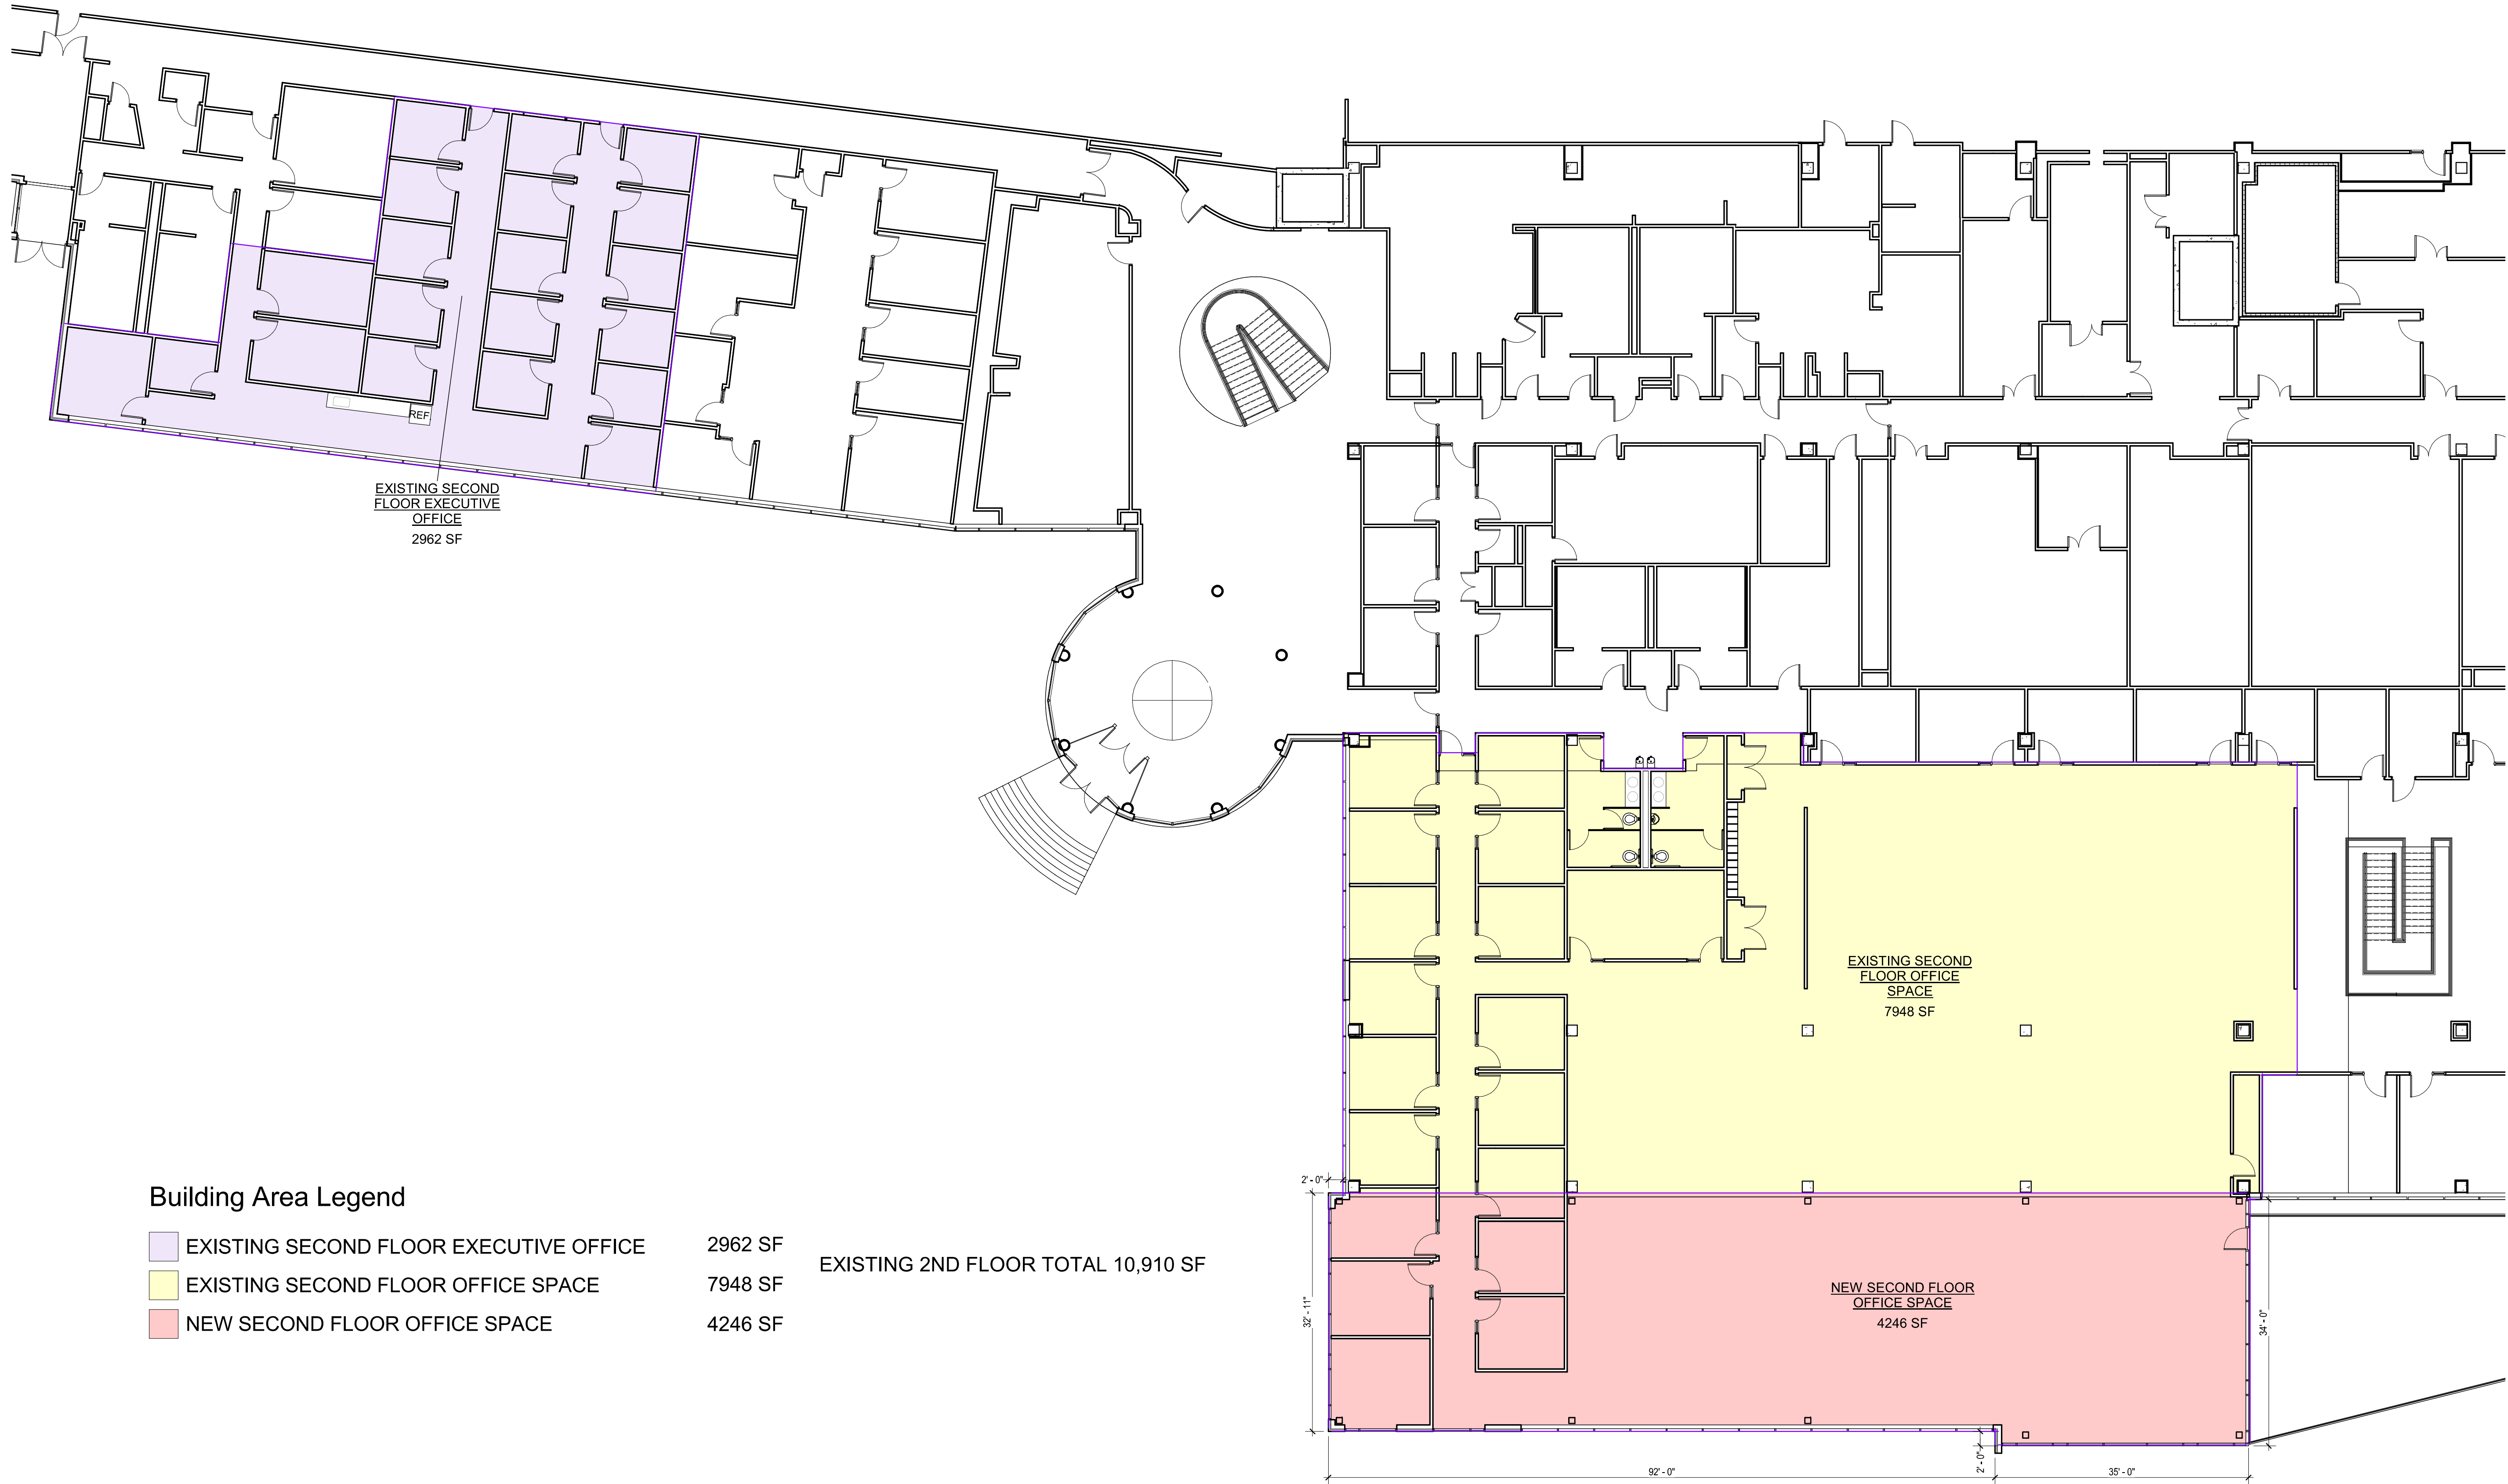 REF.
EXISTING SECOND
FLOOR EXECUTIVE
OFFICE
2962 SF
EXISTING SECOND
FLOOR OFFICE
SPACE
7948 SF
2' - 0"
32' - 11"
NEW SECOND FLOOR
OFFICE SPACE
4246 SF
34' - 0"
2' - 0"
92' - 0"
35' - 0"
Building Area Legend
EXISTING SECOND FLOOR EXECUTIVE OFFICE 2962 SF
EXISTING SECOND FLOOR OFFICE SPACE 7948 SF
NEW SECOND FLOOR OFFICE SPACE 4246 SF
EXISTING 2ND FLOOR TOTAL 10,910 SF